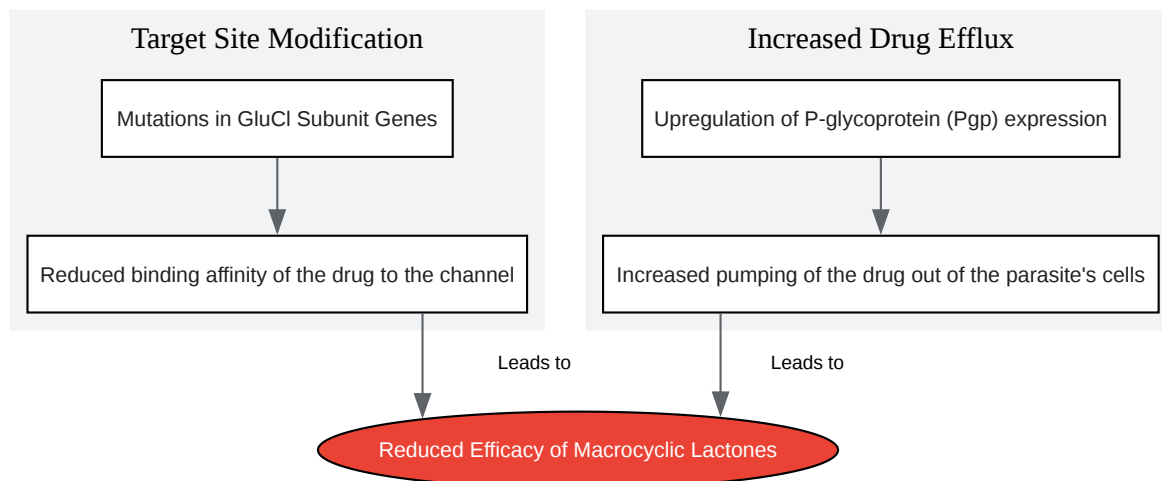 Target Site Modification
Increased Drug Efflux
Mutations in GluCl Subunit Genes
Upregulation of P-glycoprotein (Pgp) expression
Reduced binding affinity of the drug to the channel
Increased pumping of the drug out of the parasite's cells
Leads to
Leads to
Reduced Efficacy of Macrocyclic Lactones